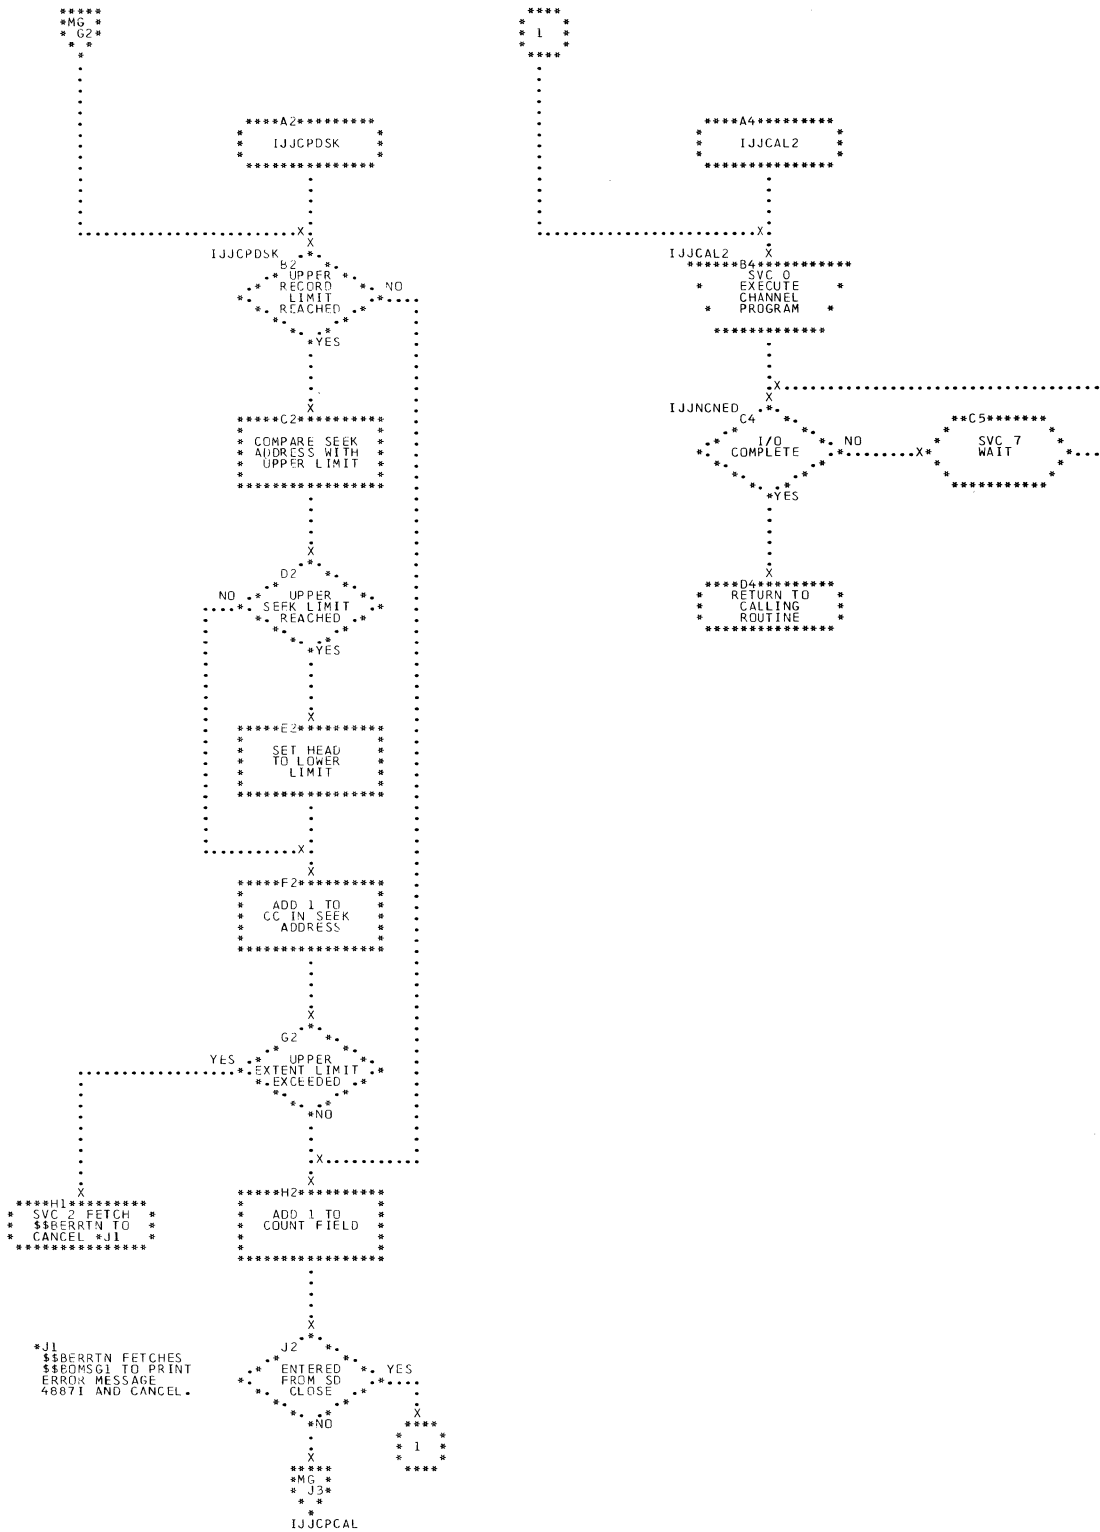 MG
G2
A2
IJJCPDSK
IJJCPDSK
B2
UPPER
RECORD
LIMIT
REACHED
NO
YES
C2
COMPARE SEEK
ADDRESS WITH
UPPER LIMIT
D2
NO
UPPER
SEEK LIMIT
REACHED
YES
E2
SET HEAD
TO LOWER
LIMIT
F2
ADD 1 TO
CC IN SEEK
ADDRESS
G2
YES
UPPER
EXTENT LIMIT
EXCEEDED
NO
H1
SVC 2 FETCH
$$BERRTN TO
CANCEL *J1
H2
ADD 1 TO
COUNT FIELD
*J1
$$BERRTN FETCHES
$$BOMSG1 TO PRINT
ERROR MESSAGE
4887I AND CANCEL.
J2
ENTERED
FROM SD
CLOSE
YES
NO
1
MG
J3
IJJCPCAL
1
A4
IJJCAL2
IJJCAL2
B4
SVC 0
EXECUTE
CHANNEL
PROGRAM
IJJNCNED
C4
I/O
COMPLETE
NO
YES
C5
SVC 7
WAIT
D4
RETURN TO
CALLING
ROUTINE